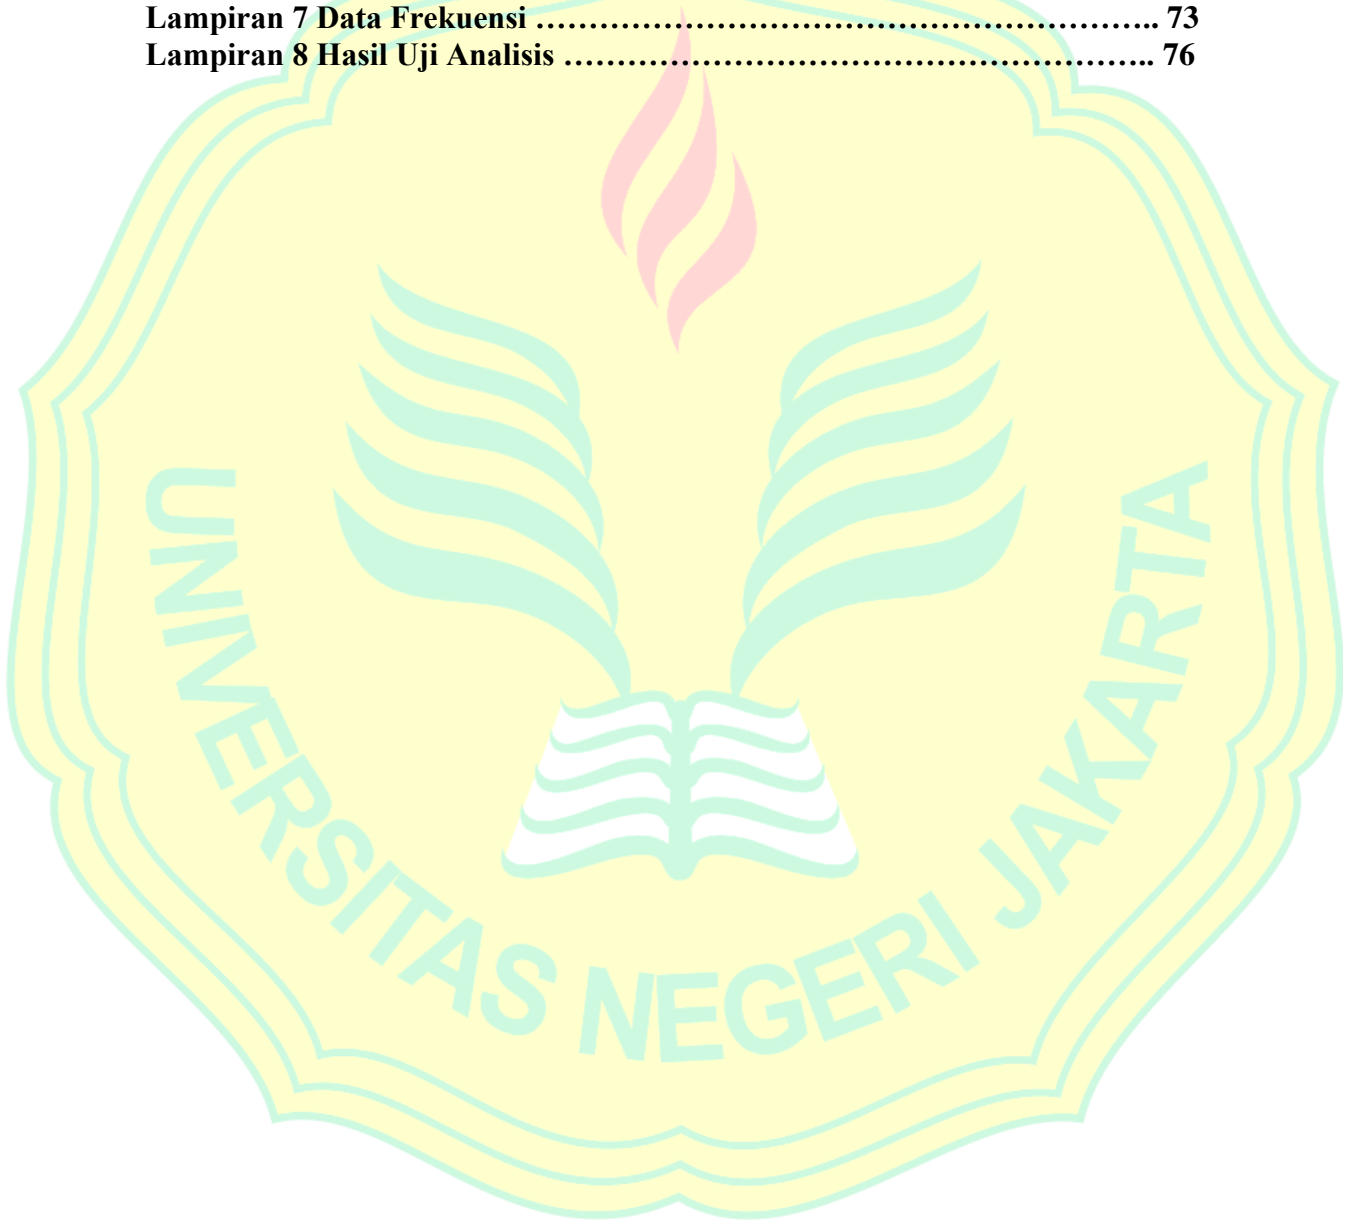 Lampiran 7 Data Frekuensi ………………………………………………….. 73
Lampiran 8 Hasil Uji Analisis ……………………………………………….. 76
UNIVERSITAS NEGERI JAKARTA